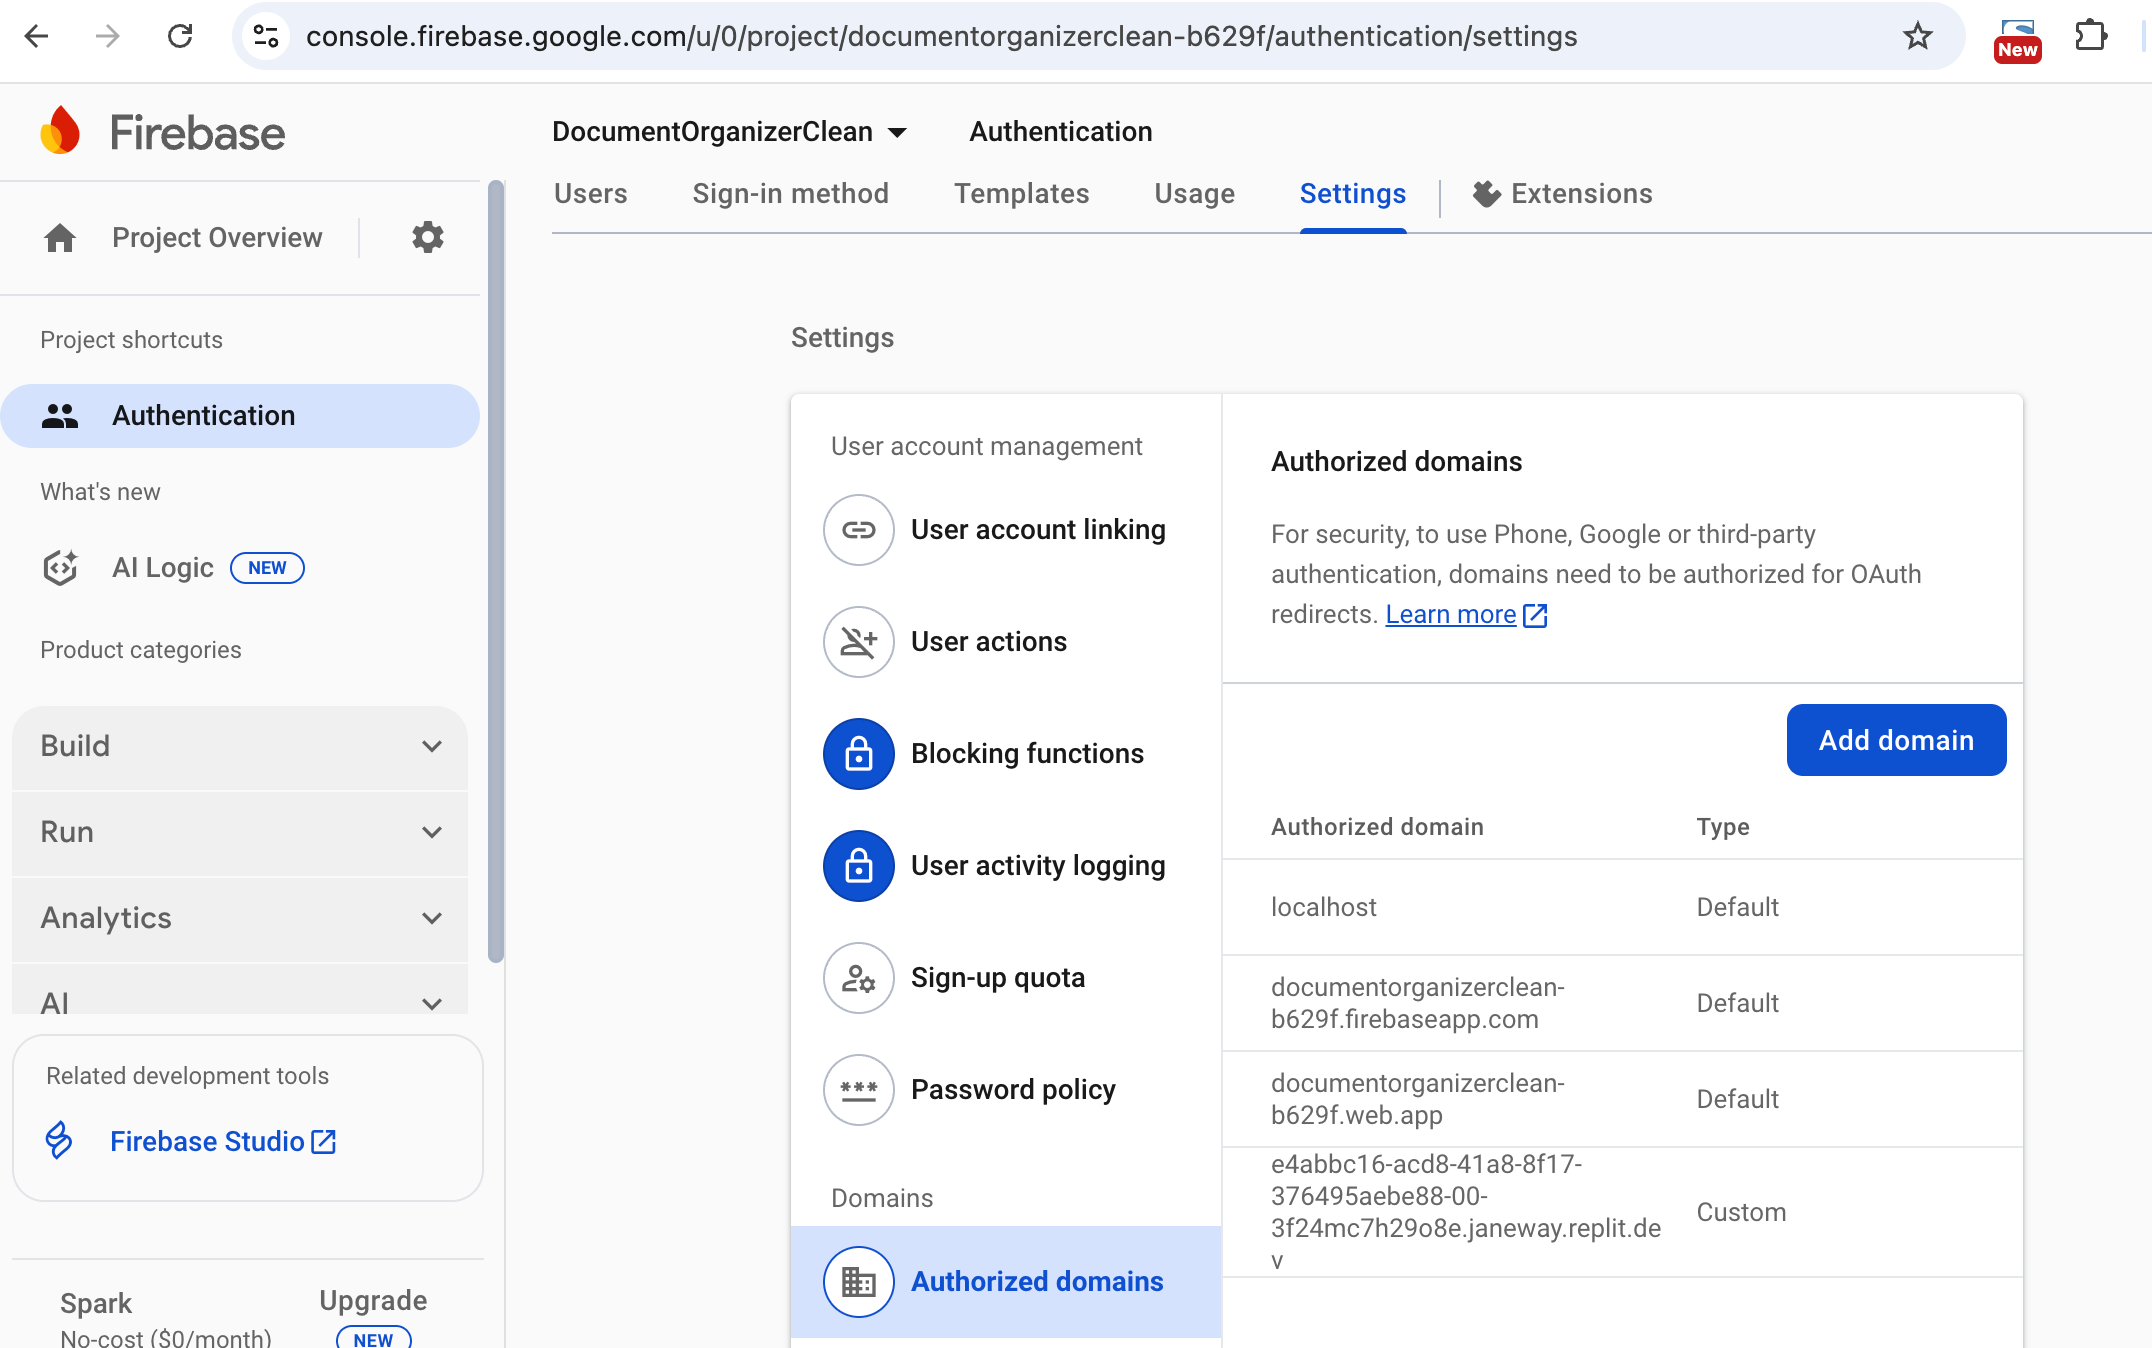 console.firebase.google.com/u/0/project/documentorganizerclean-b629f/authentication/settings
New
Firebase
DocumentOrganizerClean
Authentication
Users
Sign-in method
Templates
Usage
Settings
Extensions
Project Overview
Project shortcuts
Authentication
What's new
AI Logic
NEW
Product categories
Build
Run
Analytics
AI
Related development tools
Firebase Studio
Spark
No-cost ($0/month)
Upgrade
NEW
Settings
User account management
User account linking
User actions
Blocking functions
User activity logging
Sign-up quota
Password policy
Domains
Authorized domains
Authorized domains
For security, to use Phone, Google or third-party
authentication, domains need to be authorized for OAuth
redirects. Learn more
Add domain
Authorized domain
Type
localhost
Default
documentorganizerclean-
b629f.firebaseapp.com
Default
documentorganizerclean-
b629f.web.app
Default
e4abbc16-acd8-41a8-8f17-
376495aebe88-00-
3f24mc7h29o8e.janeway.replit.de
v
Custom